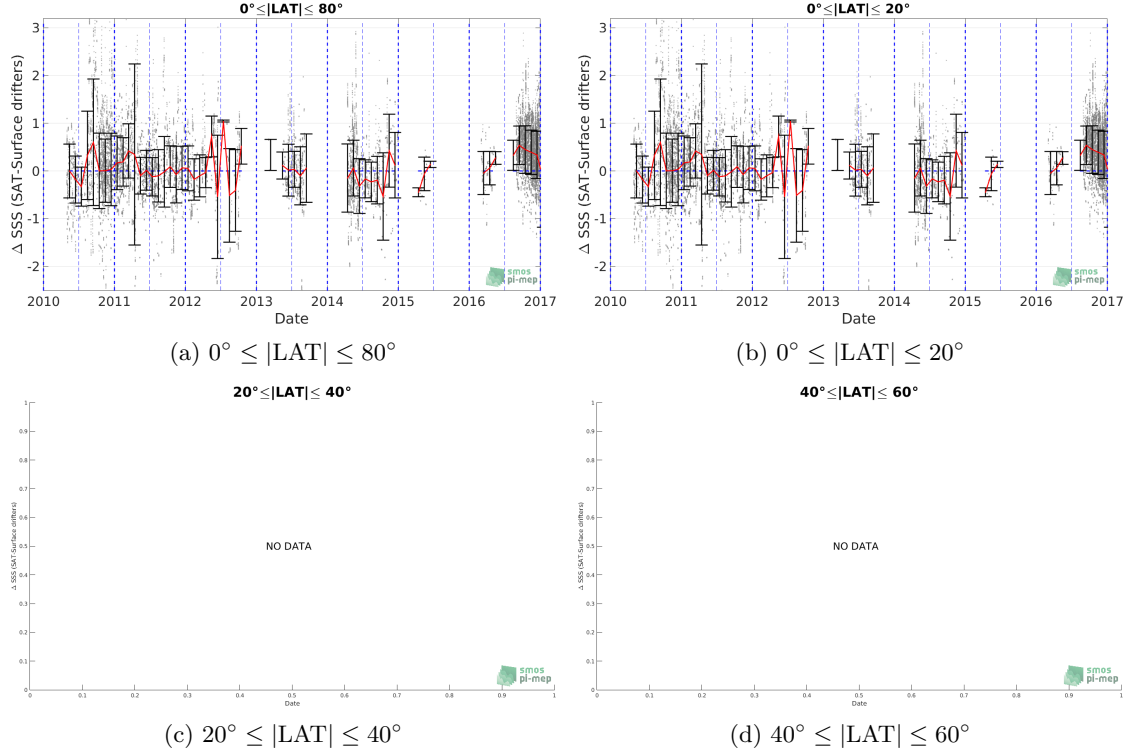 0°≤|LAT|≤ 80°
Δ SSS (SAT-Surface drifters)
3
2
1
0
-1
-2
2010 2011 2012 2013 2014 2015 2016 2017
Date
smos
pi-mep
(a) 0° ≤ |LAT| ≤ 80°
0°≤|LAT|≤ 20°
Δ SSS (SAT-Surface drifters)
3
2
1
0
-1
-2
2010 2011 2012 2013 2014 2015 2016 2017
Date
smos
pi-mep
(b) 0° ≤ |LAT| ≤ 20°
20°≤|LAT|≤ 40°
Δ SSS (SAT-Surface drifters)
1
0.9
0.8
0.7
0.6
0.5
0.4
0.3
0.2
0.1
0
NO DATA
0 0.1 0.2 0.3 0.4 0.5 0.6 0.7 0.8 0.9 1
Date
smos
pi-mep
(c) 20° ≤ |LAT| ≤ 40°
40°≤|LAT|≤ 60°
Δ SSS (SAT-Surface drifters)
1
0.9
0.8
0.7
0.6
0.5
0.4
0.3
0.2
0.1
0
NO DATA
0 0.1 0.2 0.3 0.4 0.5 0.6 0.7 0.8 0.9 1
Date
smos
pi-mep
(d) 40° ≤ |LAT| ≤ 60°